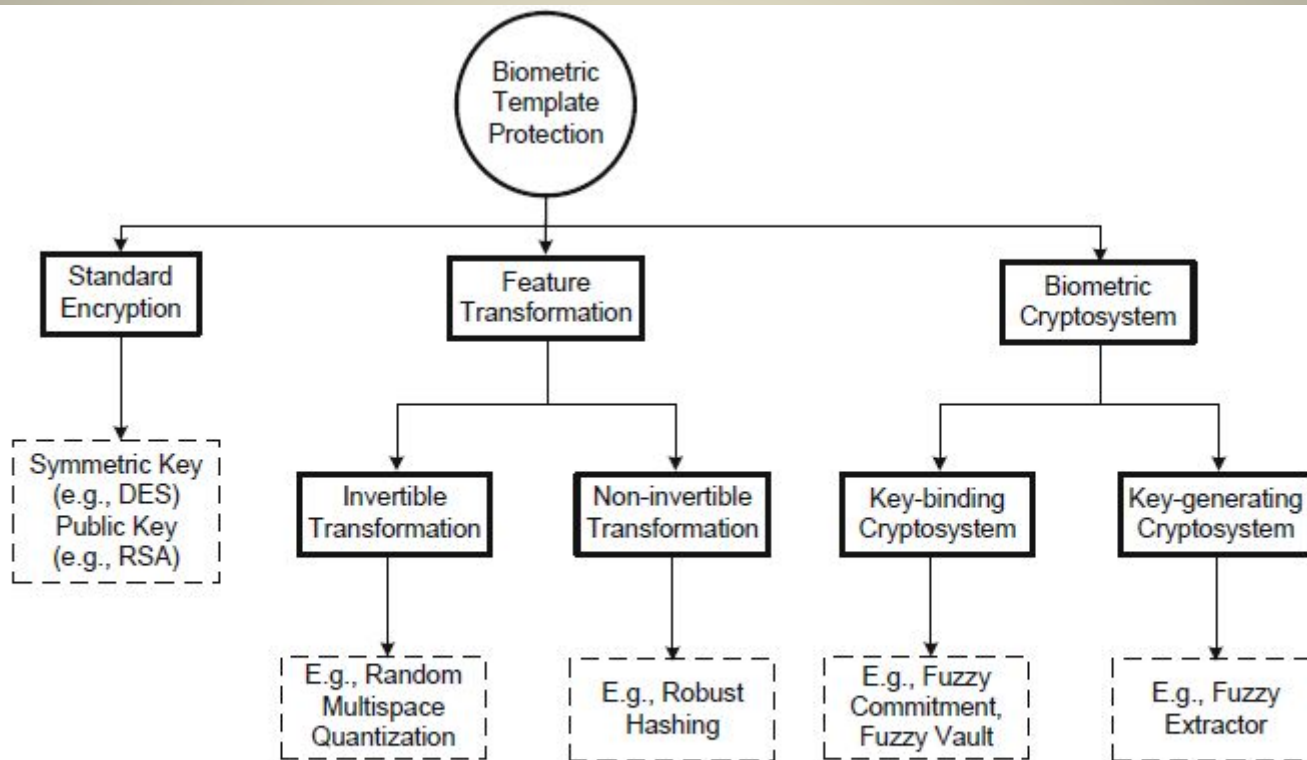 Biometric
Template
Protection
Standard
Encryption
Feature
Transformation
Biometric
Cryptosystem
Symmetric Key
(e.g., DES)
Public Key
(e.g., RSA)
Invertible
Transformation
Non-invertible
Transformation
Key-binding
Cryptosystem
Key-generating
Cryptosystem
E.g., Random
Multispace
Quantization
E.g., Robust
Hashing
E.g., Fuzzy
Commitment,
Fuzzy Vault
E.g., Fuzzy
Extractor